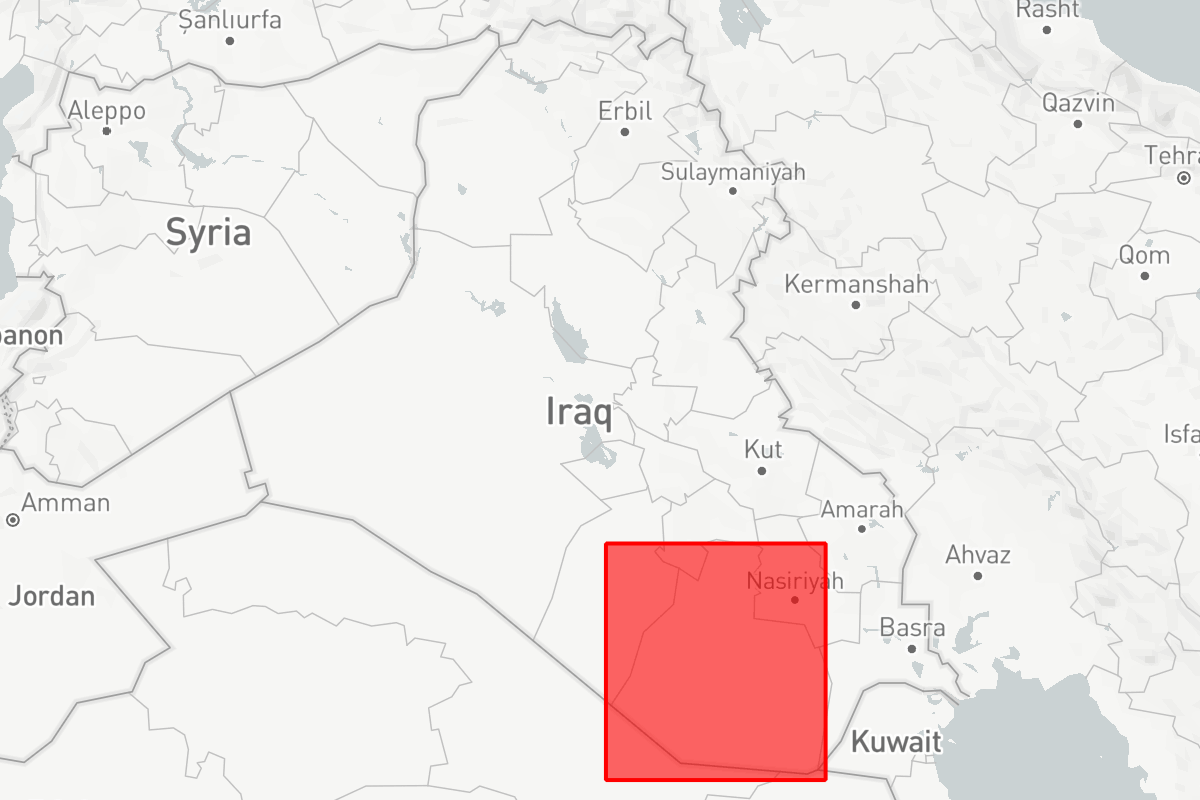 Şanlıurfa
Rasht
Aleppo
Erbil
Qazvin
Tehra
Sulaymaniyah
Syria
Qom
Kermanshah
banon
Iraq
Isfa
Kut
Amman
Amarah
Ahvaz
Nasiriyah
Jordan
Basra
Kuwait